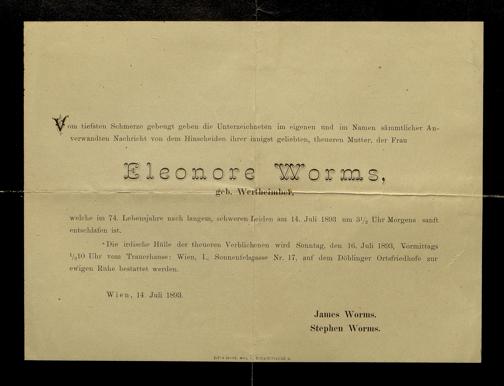 Vom tiefsten Schmerze gebeugt geben die Unterzeichneten im eigenen und im Namen sämmtlicher An-
verwandten Nachricht von dem Hinscheiden ihrer innigst geliebten, theueren Mutter, der Frau
Eleonore Worms,
geb. Wertheimber,
welche im 74. Lebensjahre nach langem, schweren Leiden am 14. Juli 1893 um 3½ Uhr Morgens sanft
entschlafen ist.
Die irdische Hülle der theueren Verblichenen wird Sonntag, den 16. Juli 1893, Vormittags
½10 Uhr vom Trauerhause: Wien, I., Sonnenfelsgasse Nr. 17, auf dem Döblinger Ortsfriedhofe zur
ewigen Ruhe bestattet werden.
Wien, 14. Juli 1893.
James Worms.
Stephen Worms.